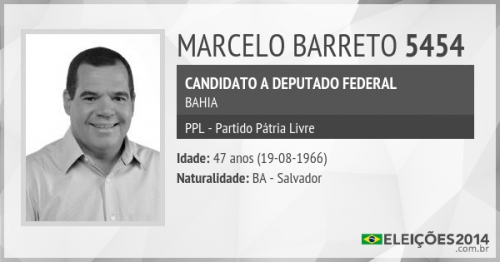 MARCELO BARRETO 5454
CANDIDATO A DEPUTADO FEDERAL
BAHIA
PPL - Partido Pátria Livre
Idade: 47 anos (19-08-1966)
Naturalidade: BA - Salvador
ELEIÇÕES2014
.com.br